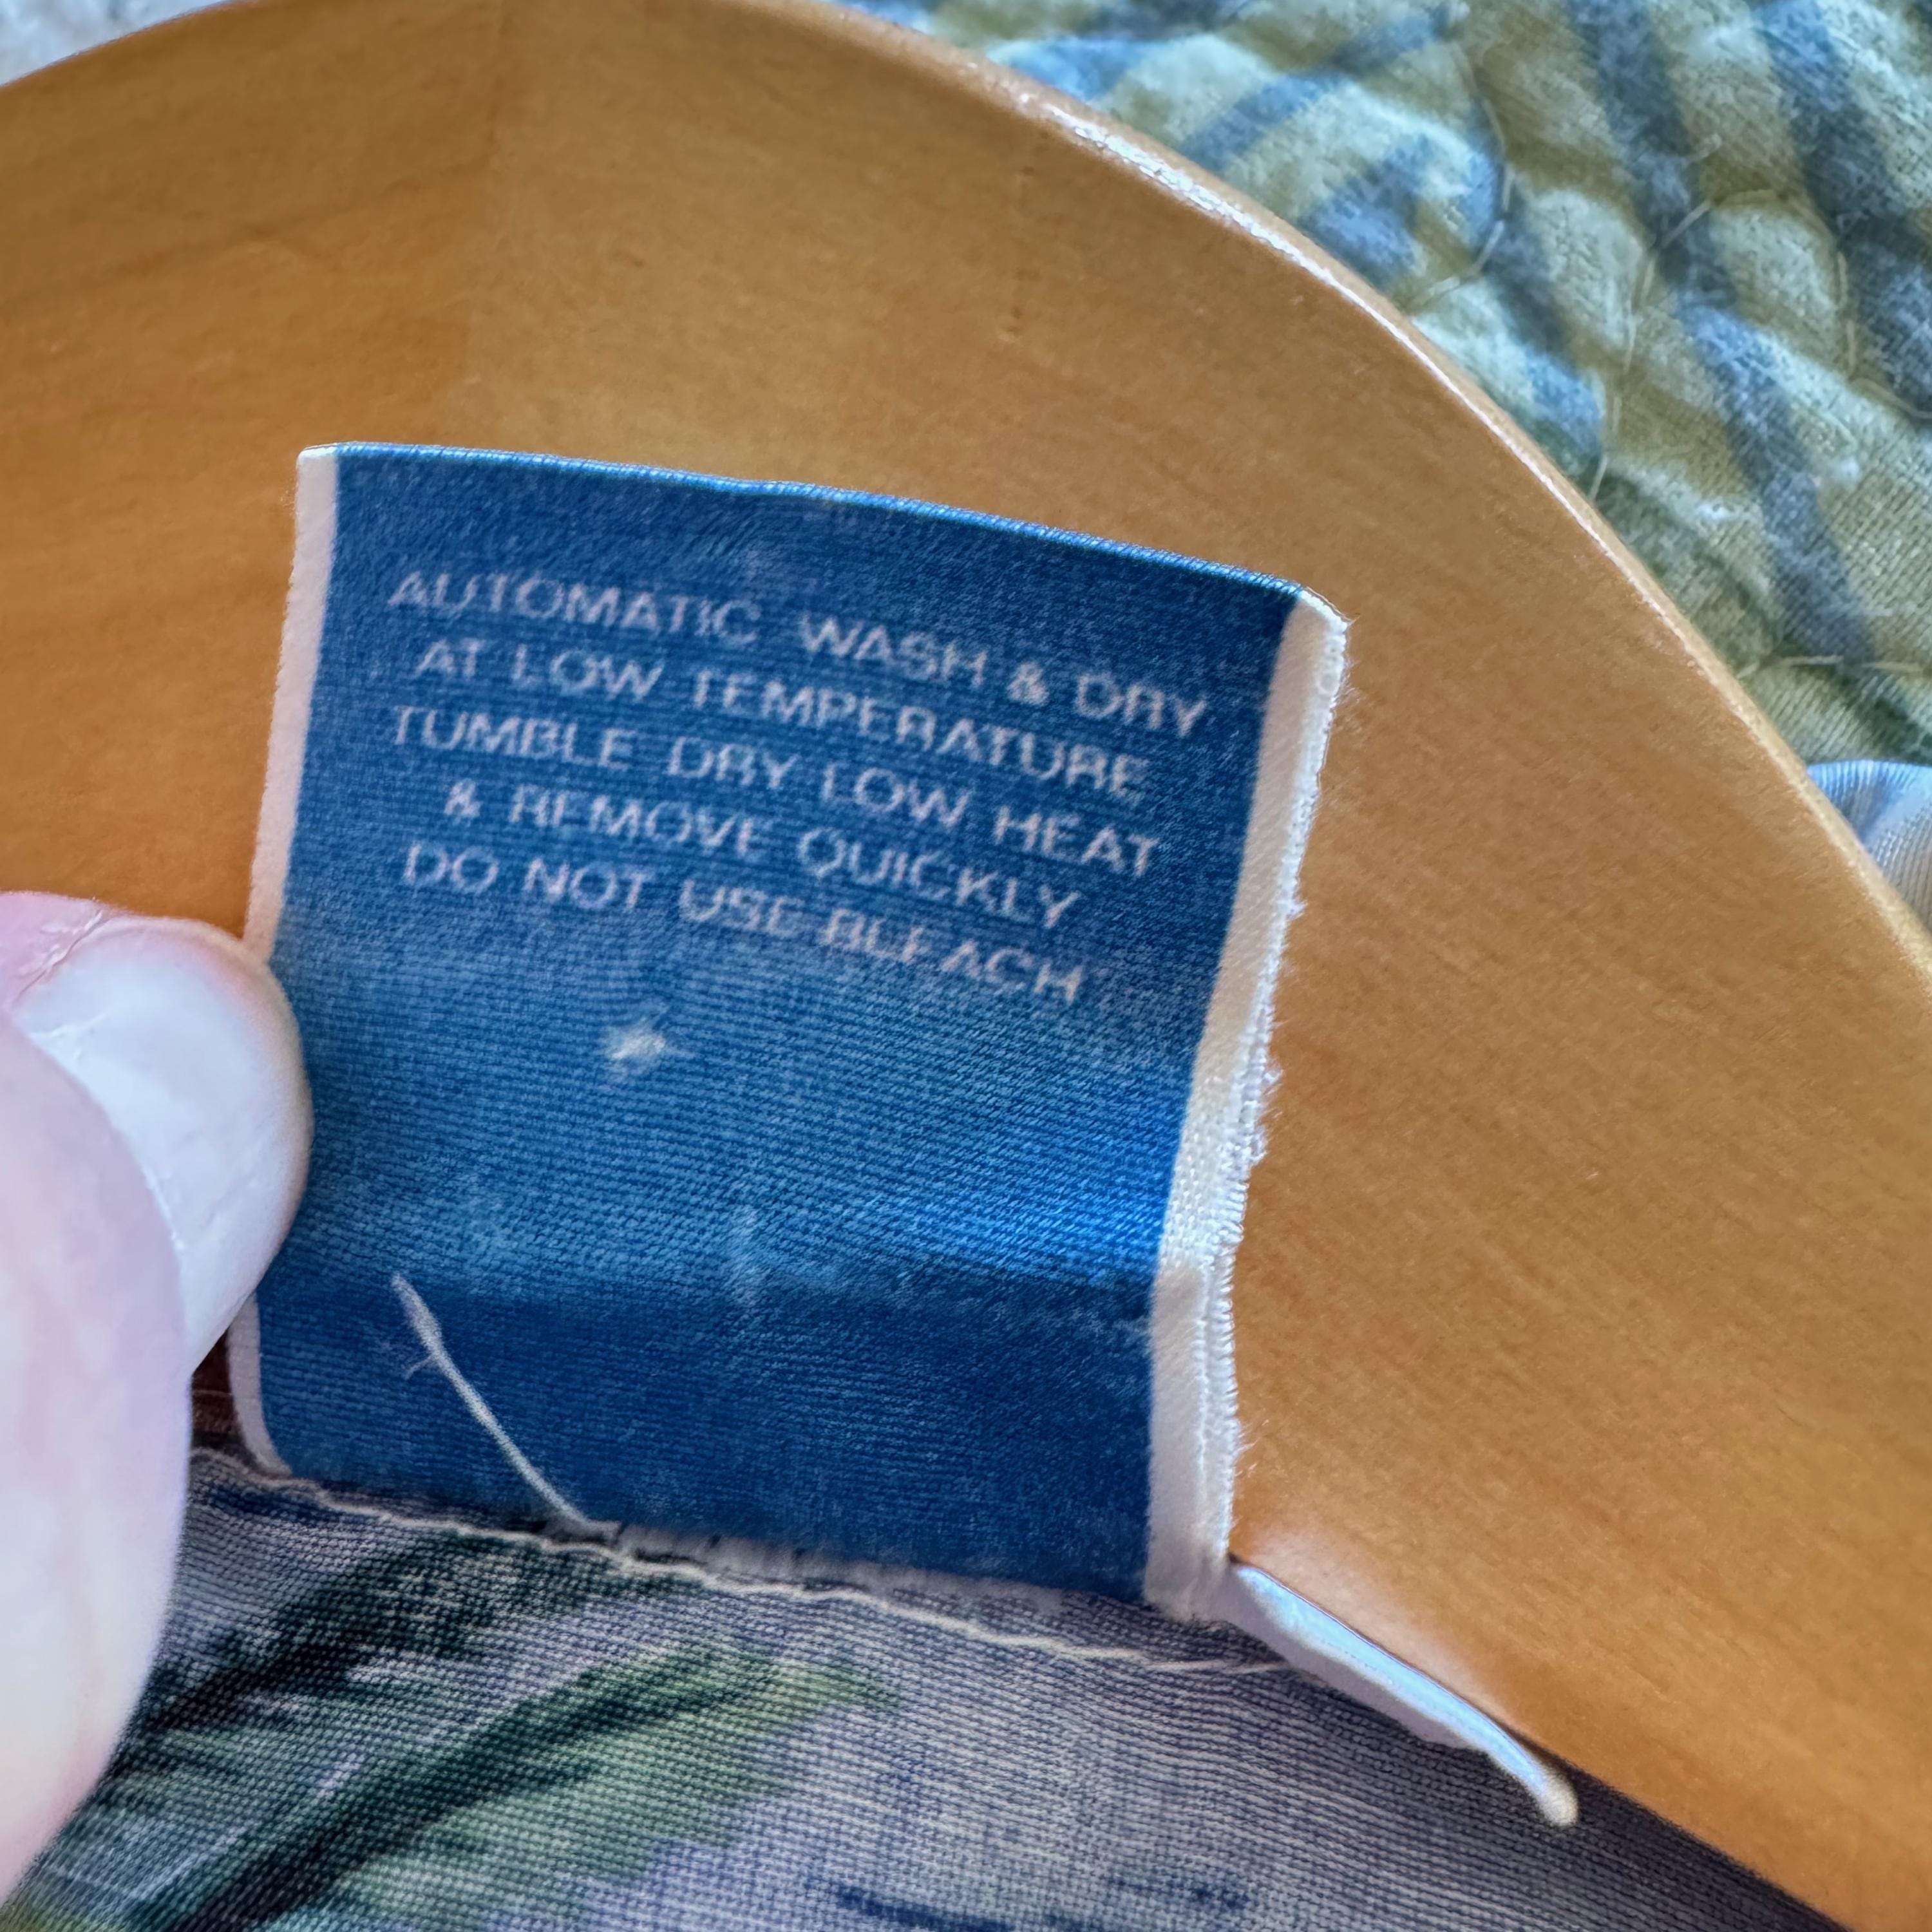 AUTOMATIC WASH & DRY
AT LOW TEMPERATURE
TUMBLE DRY LOW HEAT
& REMOVE QUICKLY
DO NOT USE BLEACH